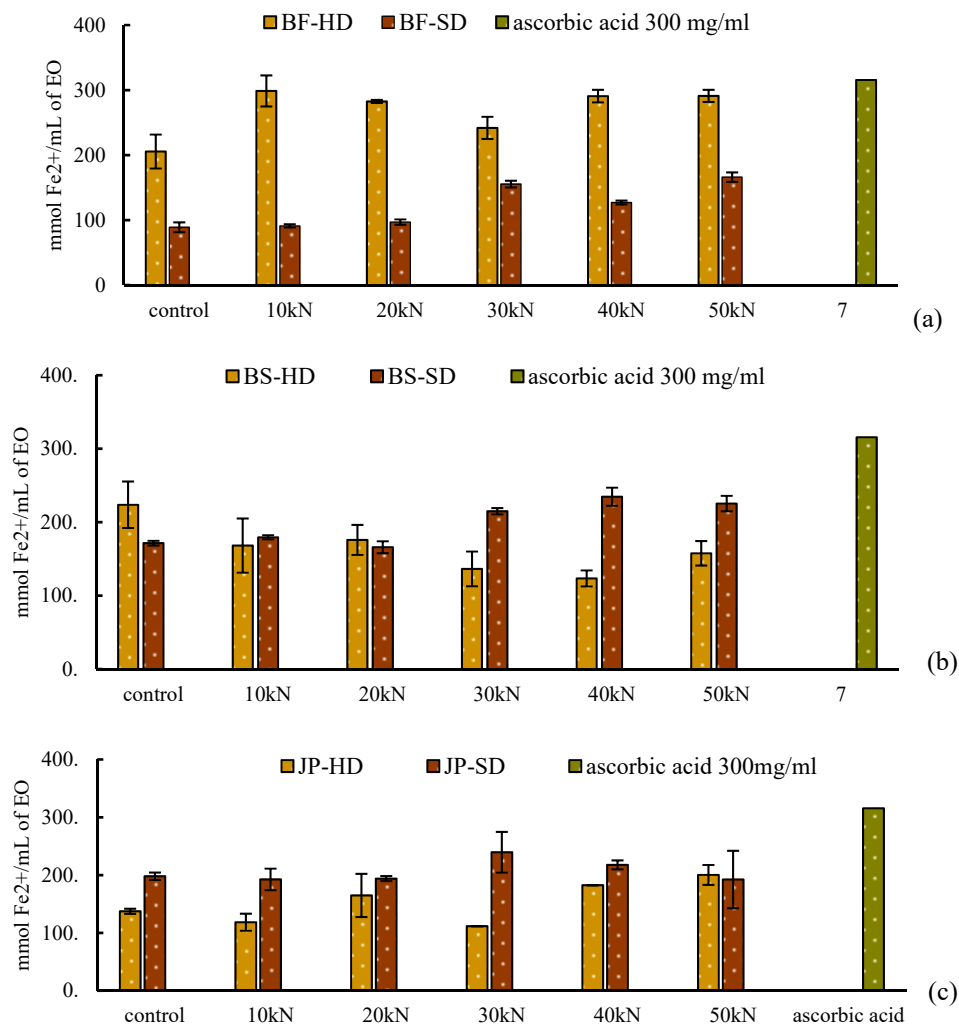 BF-HD BF-SD ascorbic acid 300 mg/ml
400
300
200
100
0
mmol Fe2+/mL of EO
control 10kN 20kN 30kN 40kN 50kN 7
(a)
BS-HD BS-SD ascorbic acid 300 mg/ml
400.
300.
200.
100.
0.
mmol Fe2+/mL of EO
control 10kN 20kN 30kN 40kN 50kN 7
(b)
JP-HD JP-SD ascorbic acid 300mg/ml
400.
300.
200.
100.
0.
mmol Fe2+/mL of EO
control 10kN 20kN 30kN 40kN 50kN ascorbic acid
(c)